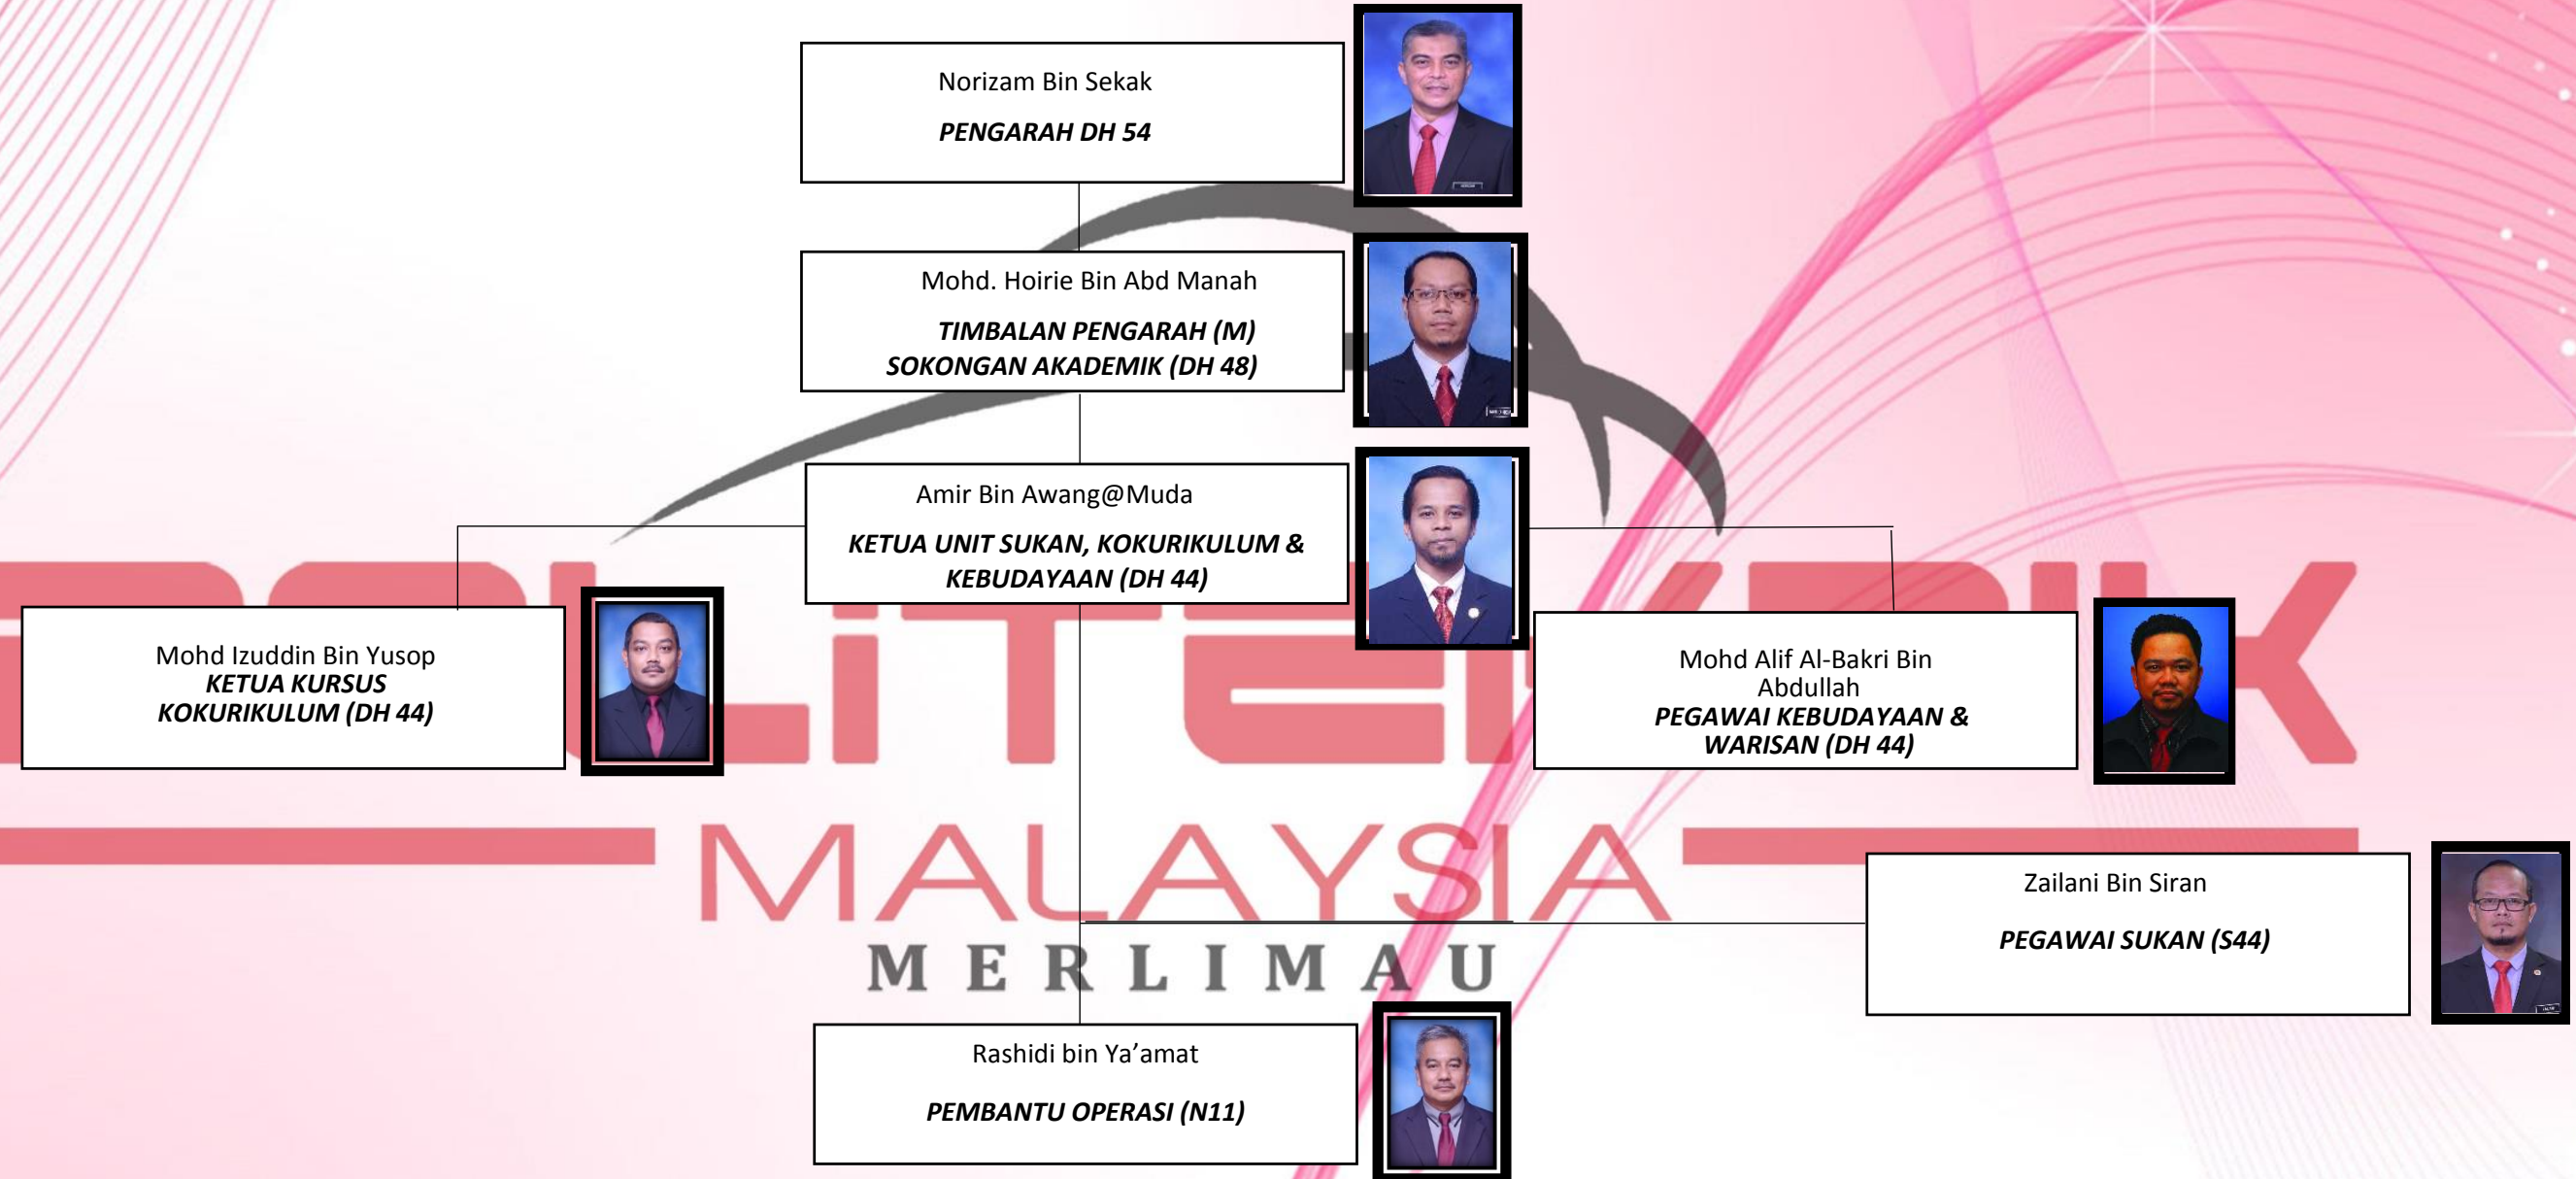 Norizam Bin Sekak
PENGARAH DH 54
Mohd. Hoirie Bin Abd Manah
TIMBALAN PENGARAH (M)
SOKONGAN AKADEMIK (DH 48)
Amir Bin Awang@Muda
KETUA UNIT SUKAN, KOKURIKULUM &
KEBUDAYAAN (DH 44)
Mohd Izuddin Bin Yusop
KETUA KURSUS
KOKURIKULUM (DH 44)
Mohd Alif Al-Bakri Bin
Abdullah
PEGAWAI KEBUDAYAAN &
WARISAN (DH 44)
POLITEKNIK
MALAYSIA
MERLIMAU
Zailani Bin Siran
PEGAWAI SUKAN (S44)
Rashidi bin Ya’amat
PEMBANTU OPERASI (N11)